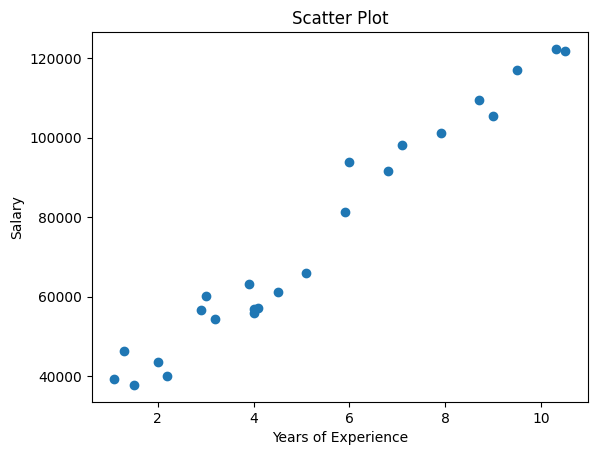 Scatter Plot
120000
100000
80000
60000
40000
Salary
2 4 6 8 10
Years of Experience